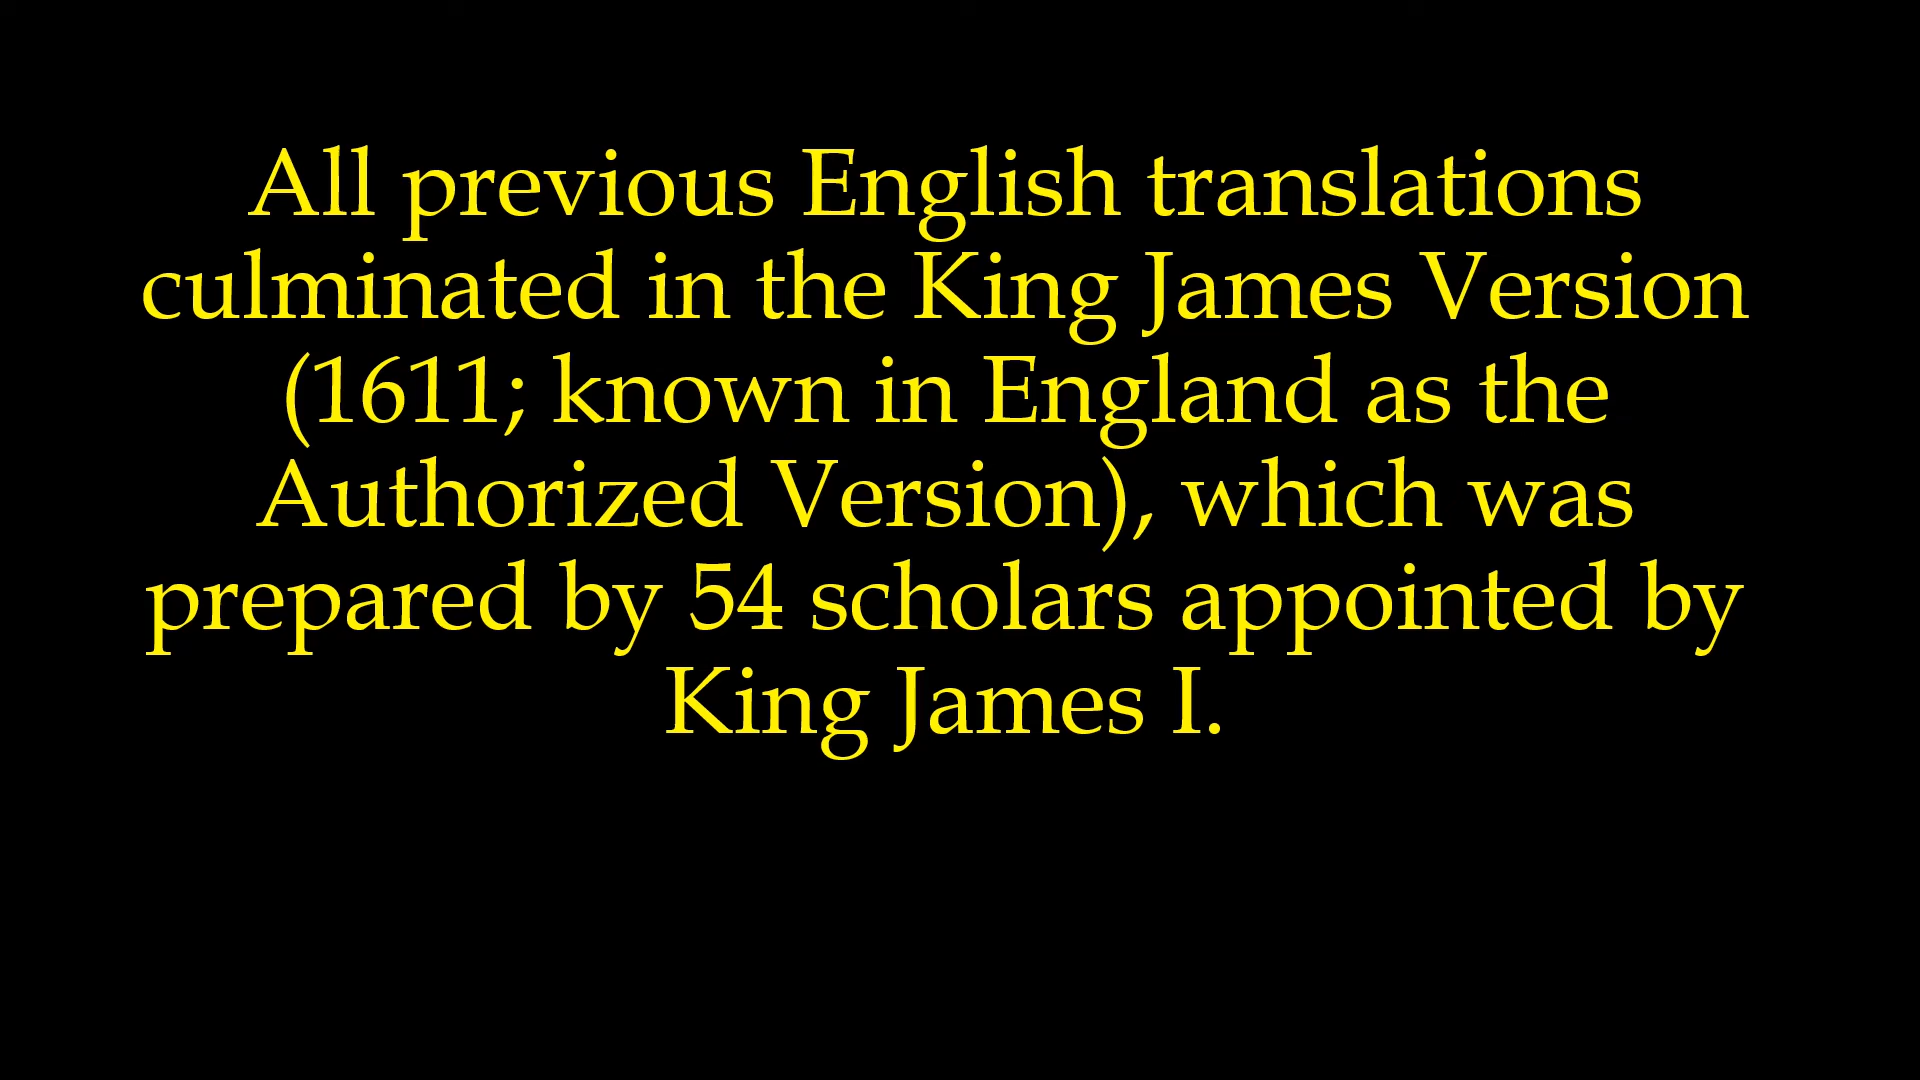 All previous English translations
culminated in the King James Version
(1611; known in England as the
Authorized Version), which was
prepared by 54 scholars appointed by
King James I.